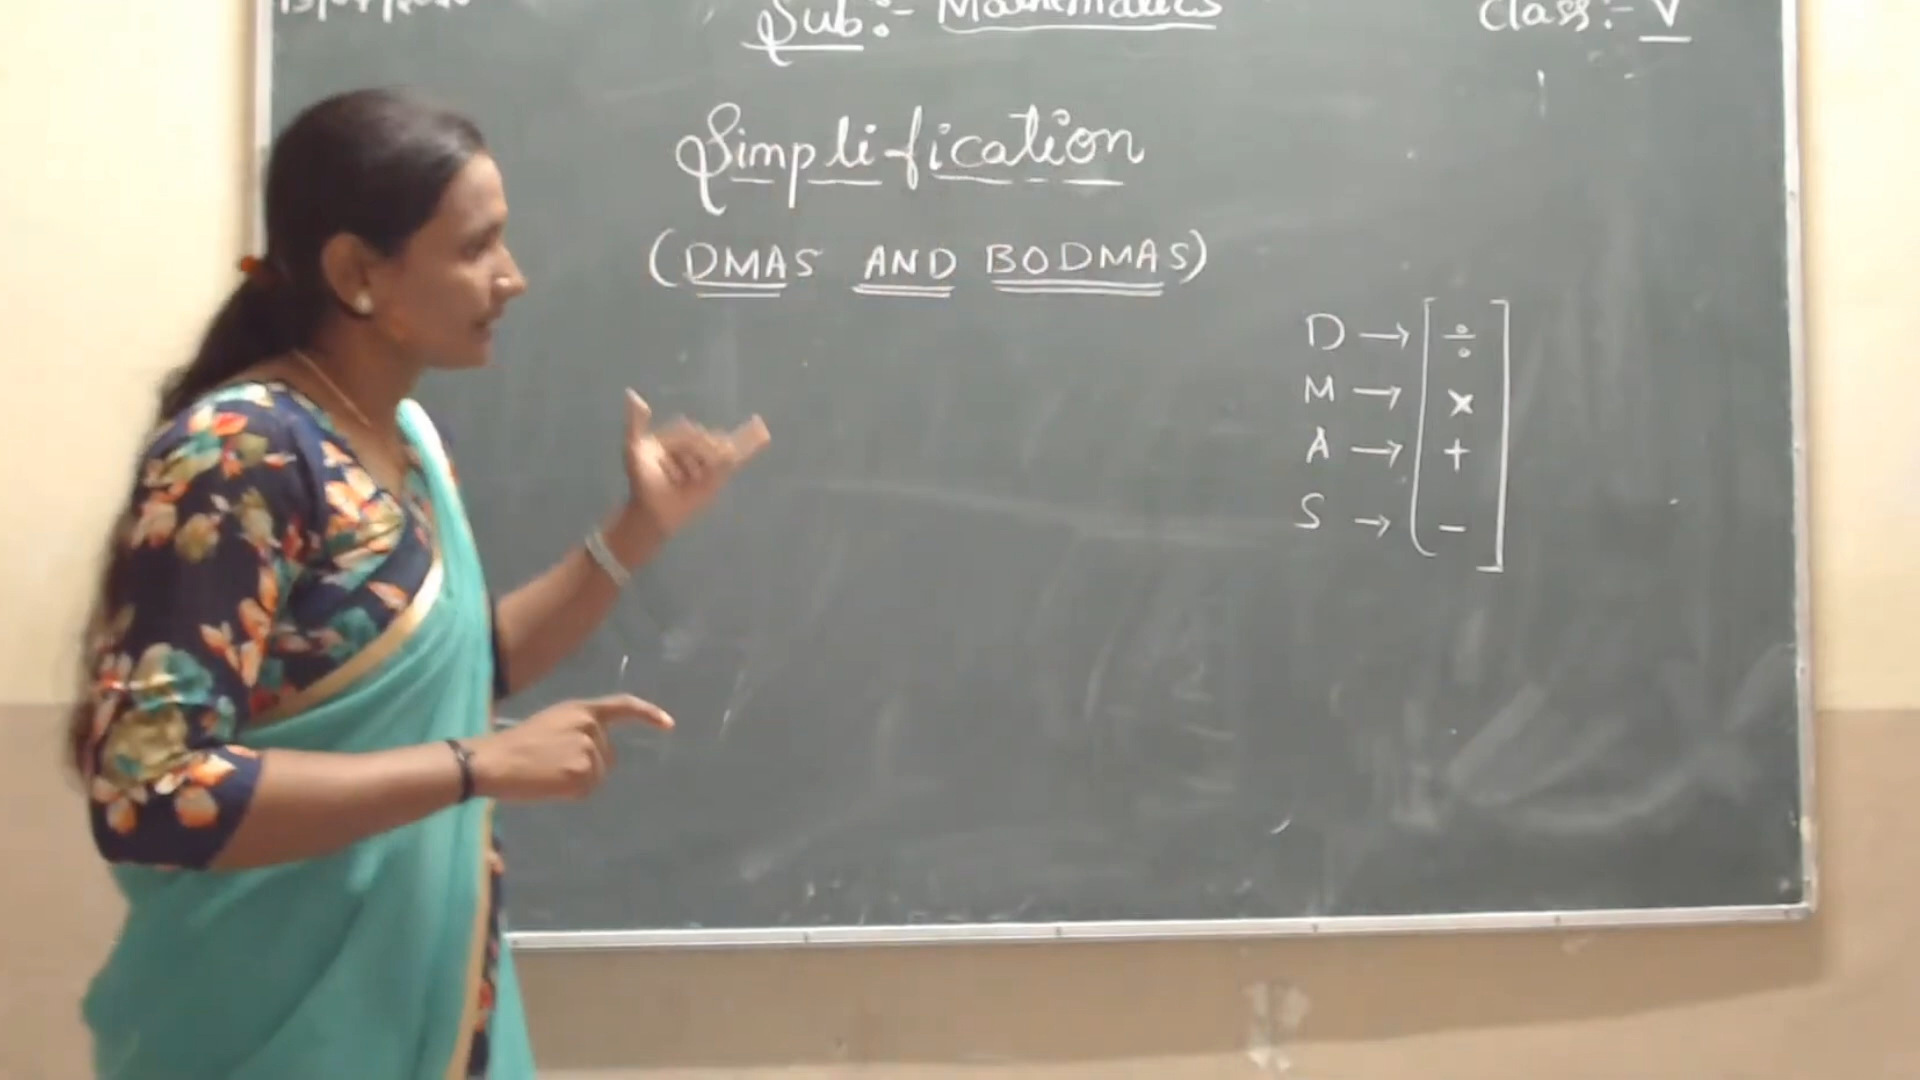 Sub:- Mathematics
Class:- V
Simplification
(DMAS AND BODMAS)
D → ÷
M → ×
A → +
S → -